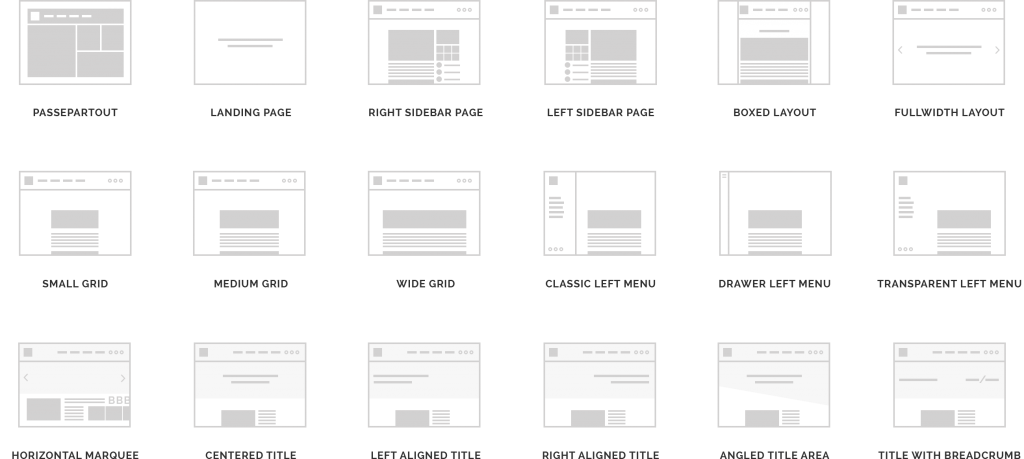 PASSEPARTOUT
LANDING PAGE
RIGHT SIDEBAR PAGE
LEFT SIDEBAR PAGE
BOXED LAYOUT
FULLWIDTH LAYOUT
SMALL GRID
MEDIUM GRID
WIDE GRID
CLASSIC LEFT MENU
DRAWER LEFT MENU
TRANSPARENT LEFT MENU
HORIZONTAL MARQUEE
CENTERED TITLE
LEFT ALIGNED TITLE
RIGHT ALIGNED TITLE
ANGLED TITLE AREA
TITLE WITH BREADCRUMB